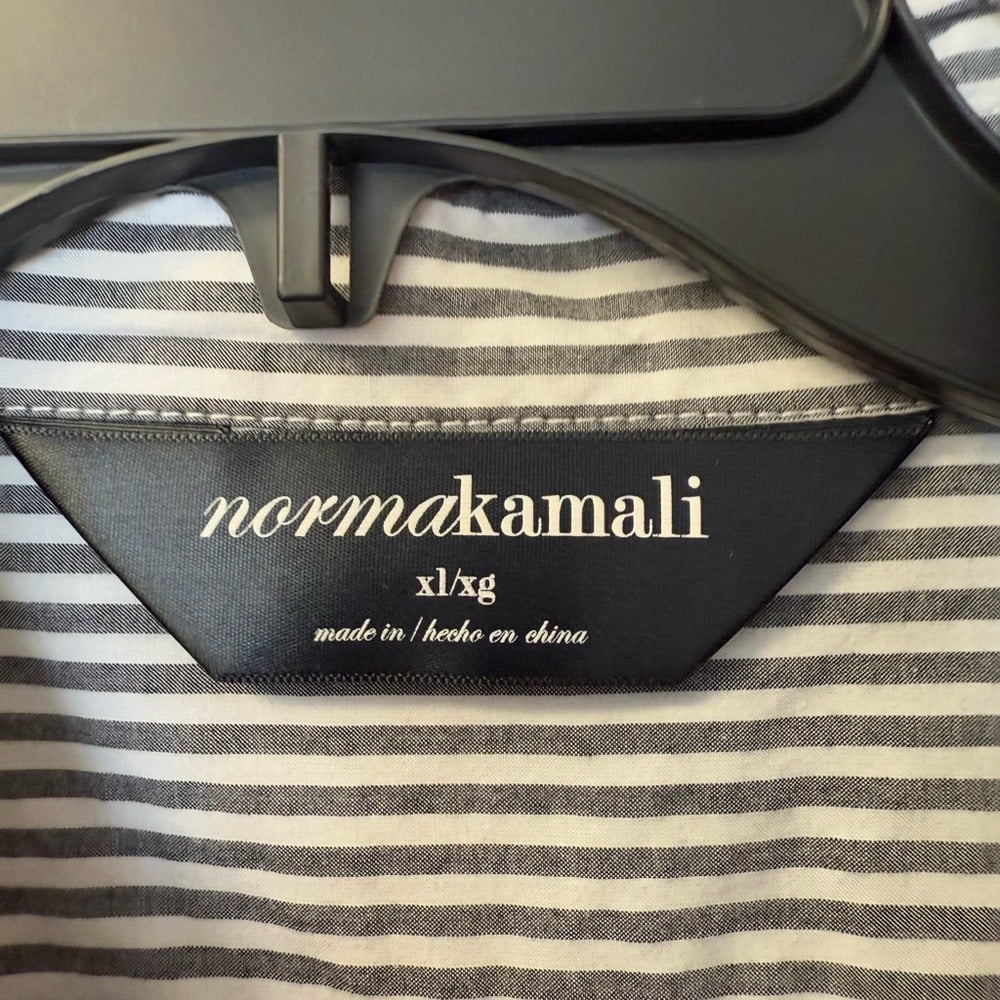 normakamali
xl/xg
made in / hecho en china